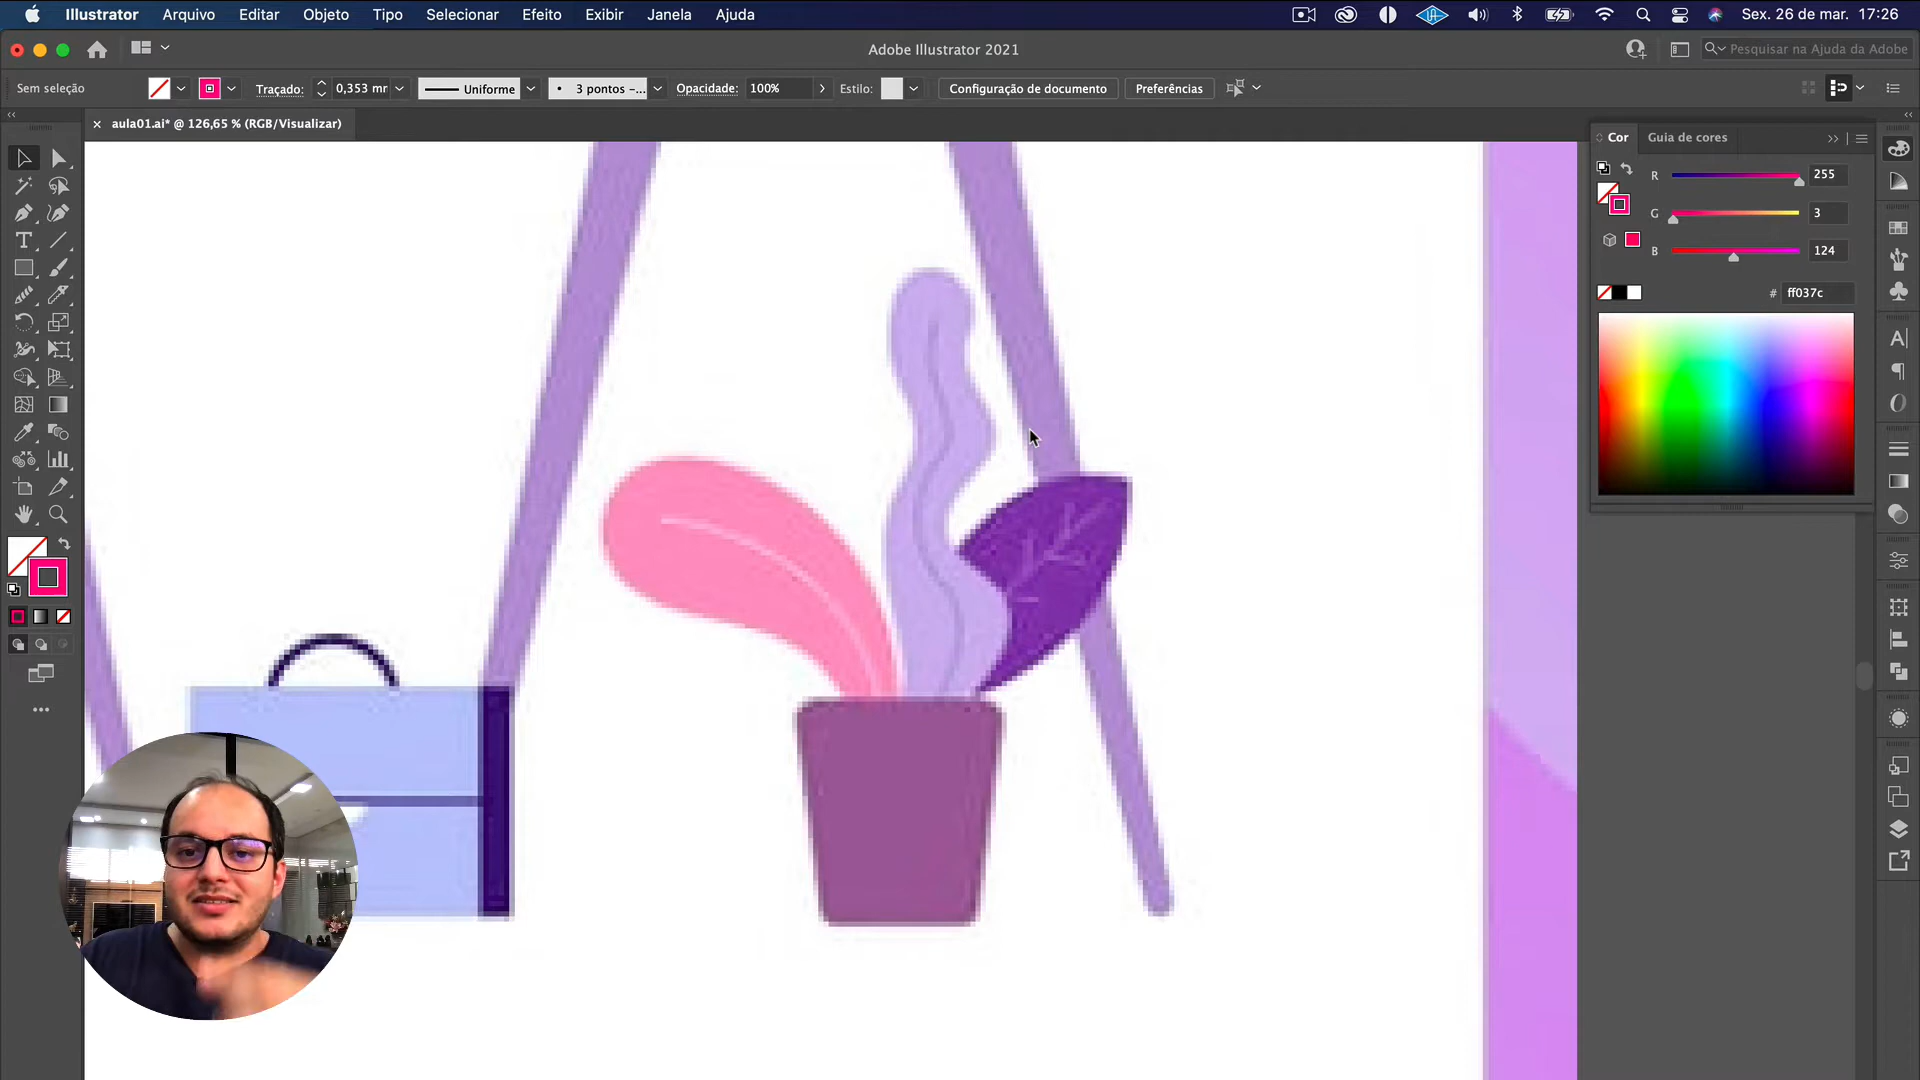 Illustrator Arquivo Editar Objeto Tipo Selecionar Efeito Exibir Janela Ajuda Sex. 26 de mar. 17:26
Adobe Illustrator 2021
Pesquisar na Ajuda da Adobe
Sem seleção Traçado: 0,353 mr Uniforme 3 pontos –... Opacidade: 100% Estilo: Configuração de documento Preferências
aula01.ai* @ 126,65 % (RGB/Visualizar)
Cor Guia de cores
R 255
G 3
B 124
# ff037c